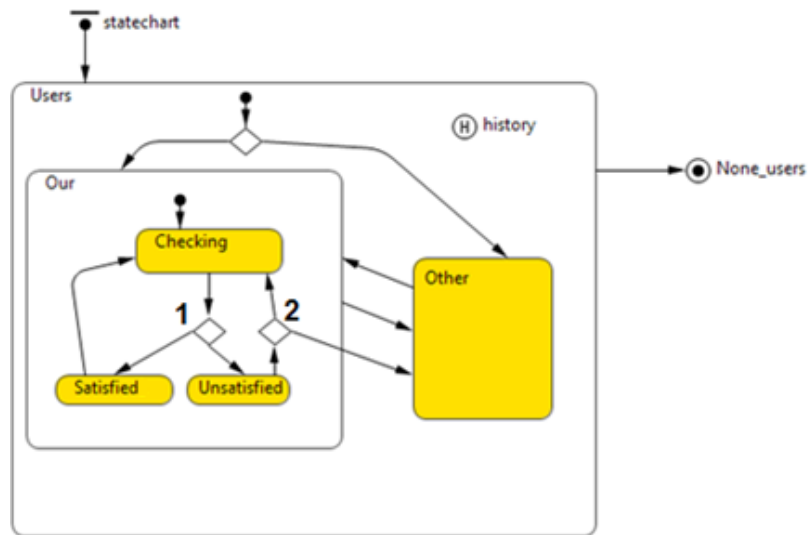 statechart
Users
H history
None_users
Our
Checking
Other
1
2
Satisfied
Unsatisfied